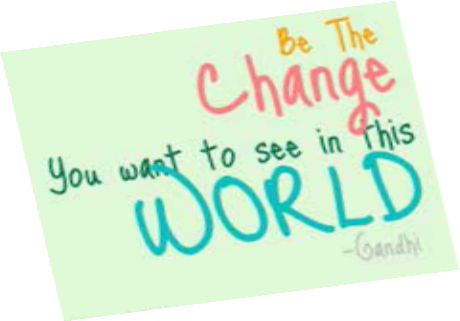 Be The
Change
You want to see in this
WORLD
-Gandhi